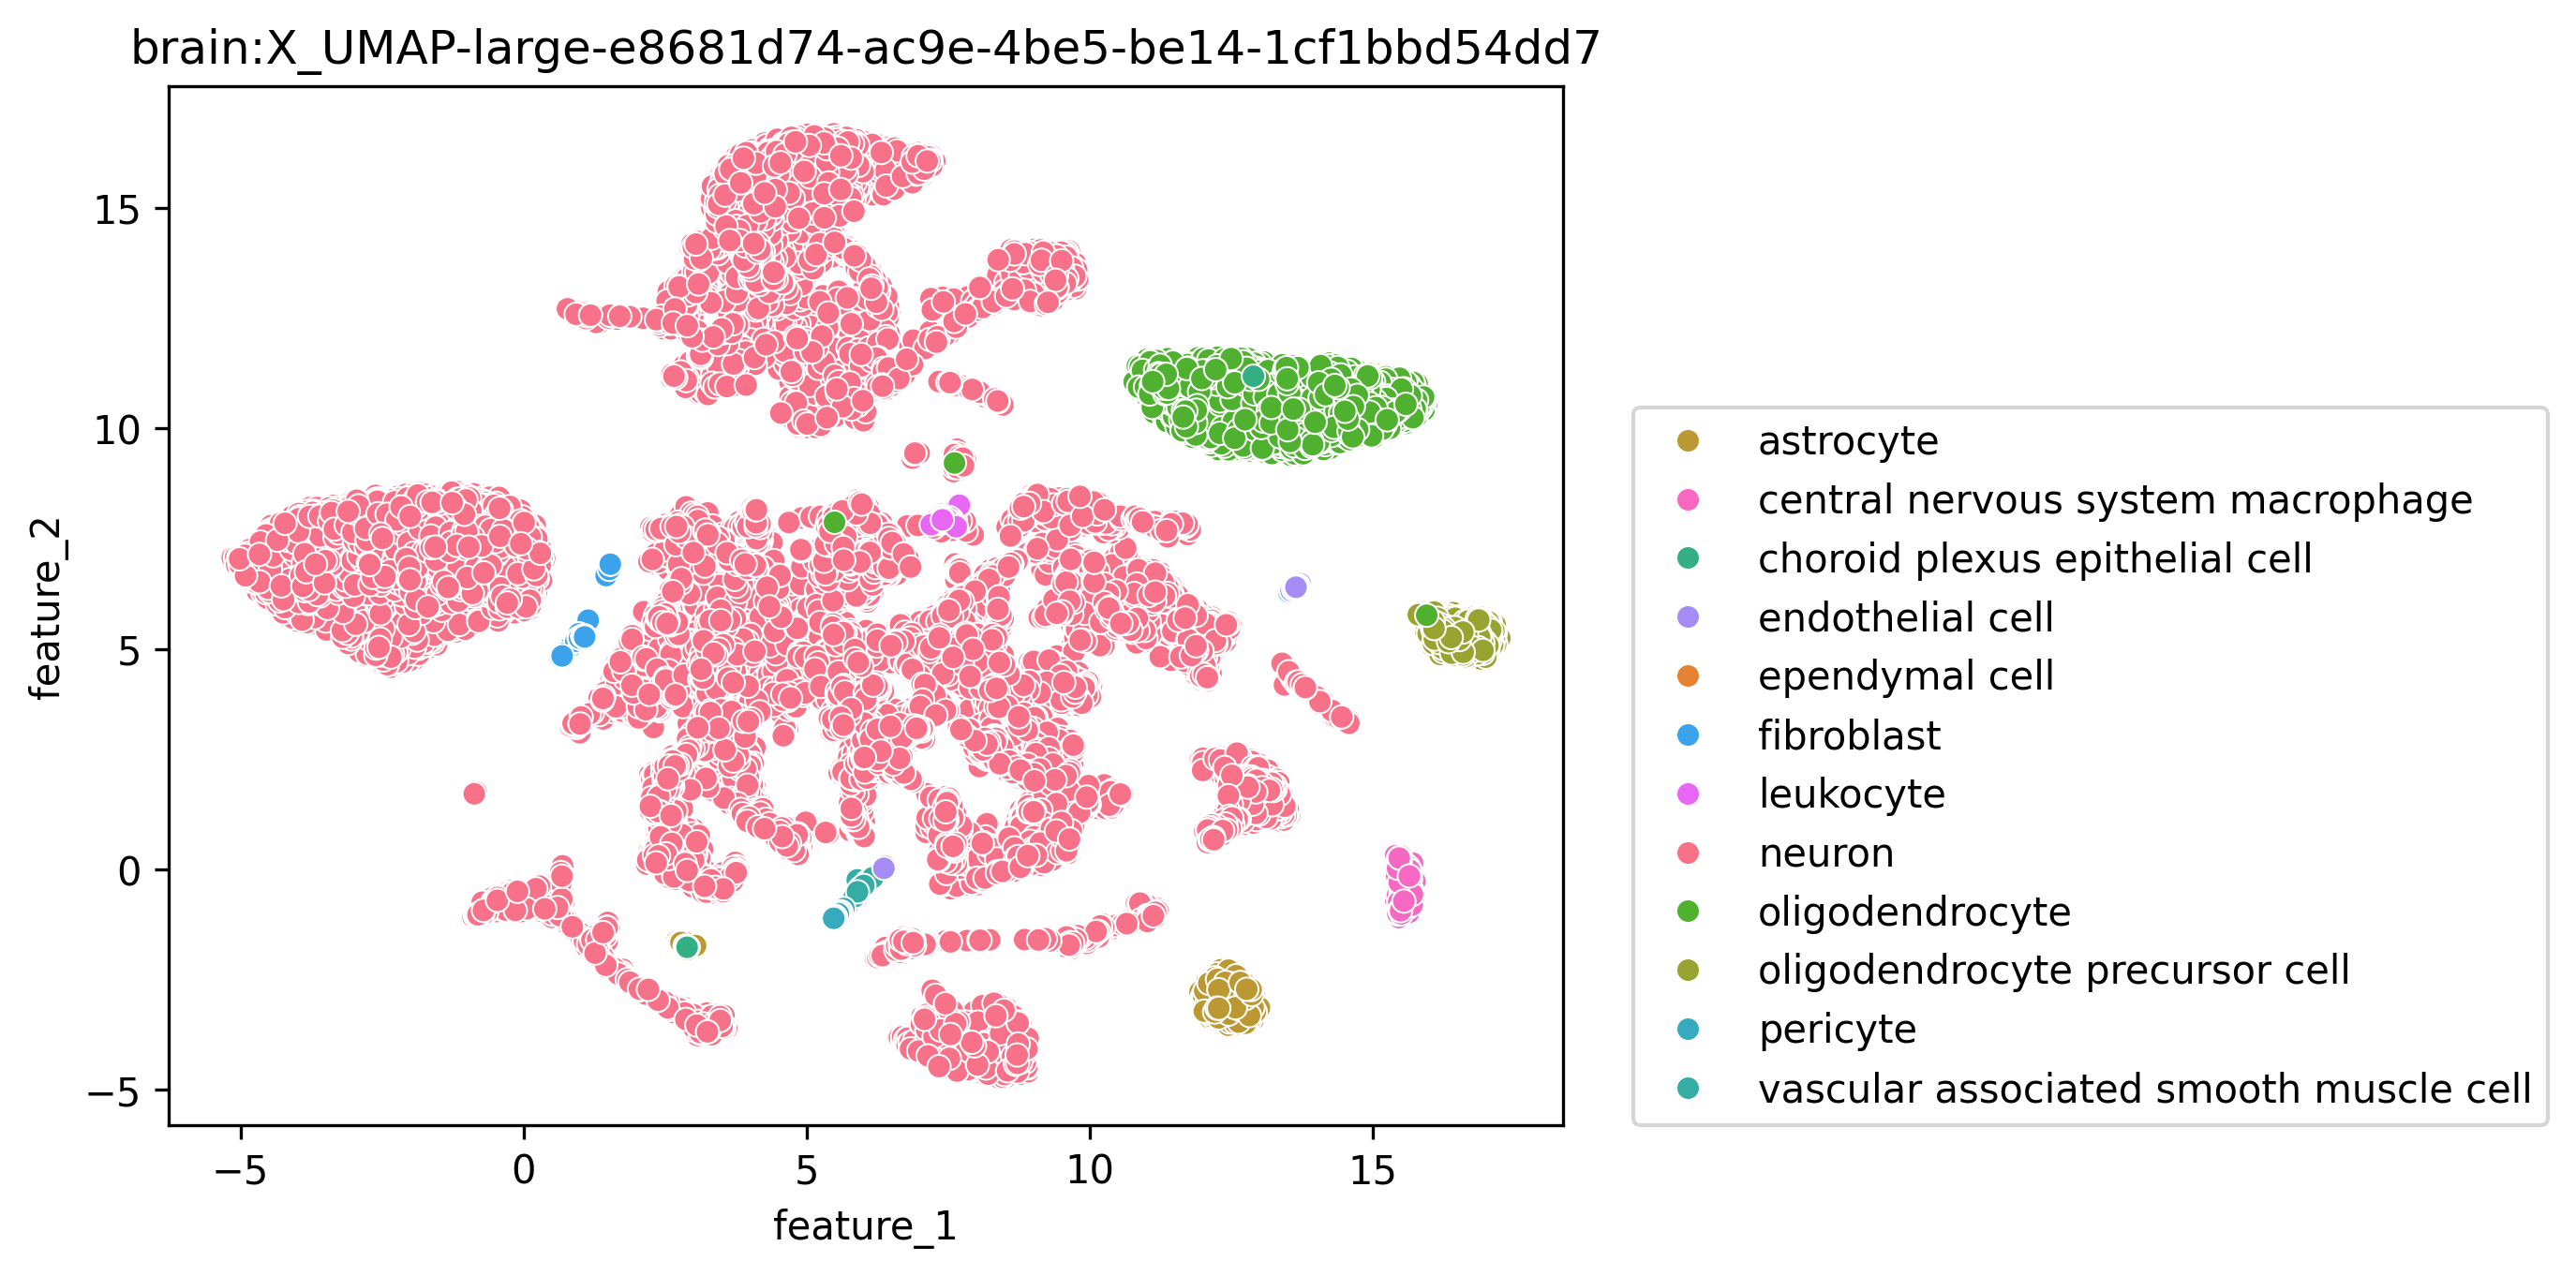 brain:X_UMAP-large-e8681d74-ac9e-4be5-be14-1cf1bbd54dd7
15
10
5
0
−5
feature_2
−5
0
5
10
15
feature_1
astrocyte
central nervous system macrophage
choroid plexus epithelial cell
endothelial cell
ependymal cell
fibroblast
leukocyte
neuron
oligodendrocyte
oligodendrocyte precursor cell
pericyte
vascular associated smooth muscle cell